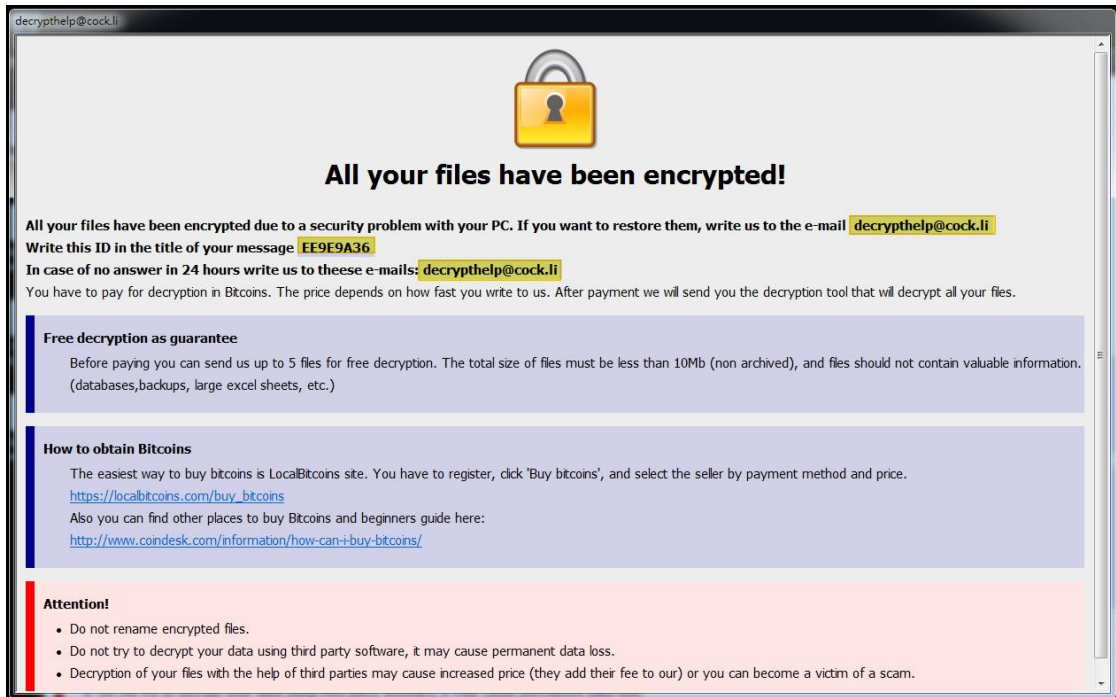 decrypthelp@cock.li
All your files have been encrypted!
All your files have been encrypted due to a security problem with your PC. If you want to restore them, write us to the e-mail decrypthelp@cock.li
Write this ID in the title of your message EE9E9A36
In case of no answer in 24 hours write us to theese e-mails: decrypthelp@cock.li
You have to pay for decryption in Bitcoins. The price depends on how fast you write to us. After payment we will send you the decryption tool that will decrypt all your files.
Free decryption as guarantee
Before paying you can send us up to 5 files for free decryption. The total size of files must be less than 10Mb (non archived), and files should not contain valuable information.
(databases,backups, large excel sheets, etc.)
How to obtain Bitcoins
The easiest way to buy bitcoins is LocalBitcoins site. You have to register, click 'Buy bitcoins', and select the seller by payment method and price.
https://localbitcoins.com/buy_bitcoins
Also you can find other places to buy Bitcoins and beginners guide here:
http://www.coindesk.com/information/how-can-i-buy-bitcoins/
Attention!
• Do not rename encrypted files.
• Do not try to decrypt your data using third party software, it may cause permanent data loss.
• Decryption of your files with the help of third parties may cause increased price (they add their fee to our) or you can become a victim of a scam.